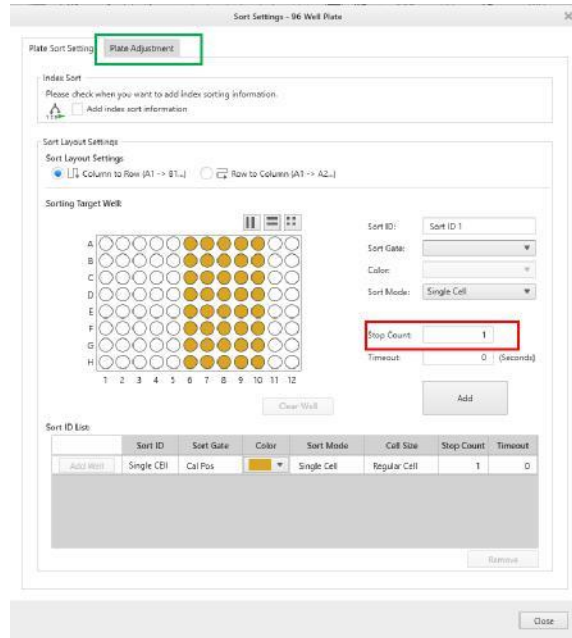 Sort Settings - 96 Well Plate
Plate Sort Setting Plate Adjustment
Index Sort
Please check when you want to add index sorting information.
Add index sort information
Sort Layout Settings
Sort Layout Settings
Column to Row (A1 -> B1...) Row to Column (A1 -> A2...)
Sorting Target Well:
Sort ID: Sort ID 1
A
Sort Gate:
B
C
Color:
D
Sort Mode: Single Cell
E
F
Stop Count: 1
G
Timeout: 0 (Seconds)
H
1 2 3 4 5 6 7 8 9 10 11 12
Clear Well
Add
Sort ID List:
Sort ID Sort Gate Color Sort Mode Cell Size Stop Count Timeout
Add Well Single CEll Cal Pos Single Cell Regular Cell 1 0
Remove
Close